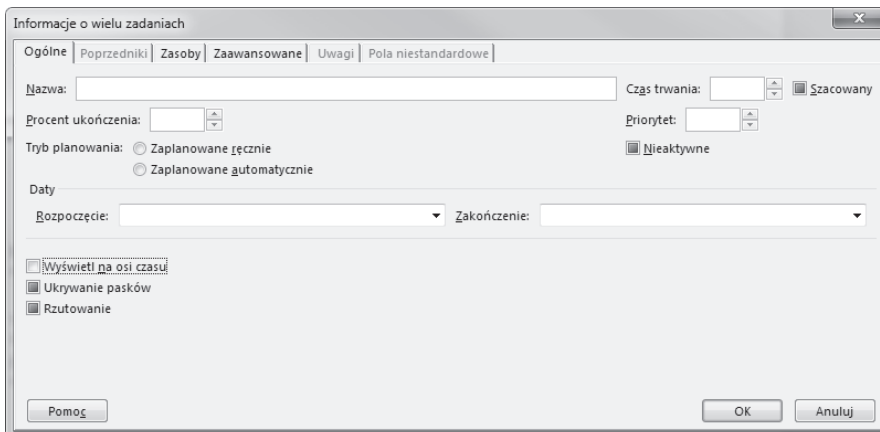 Informacje o wielu zadaniach
Ogólne Poprzedniki Zasoby Zaawansowane Uwagi Pola niestandardowe
Nazwa: Czas trwania: Szacowany
Procent ukończenia: Priorytet:
Tryb planowania: Zaplanowane ręcznie Nieaktywne
Zaplanowane automatycznie
Daty
Rozpoczęcie: Zakończenie:
Wyświetl na osi czasu
Ukrywanie pasków
Rzutowanie
Pomoc OK Anuluj